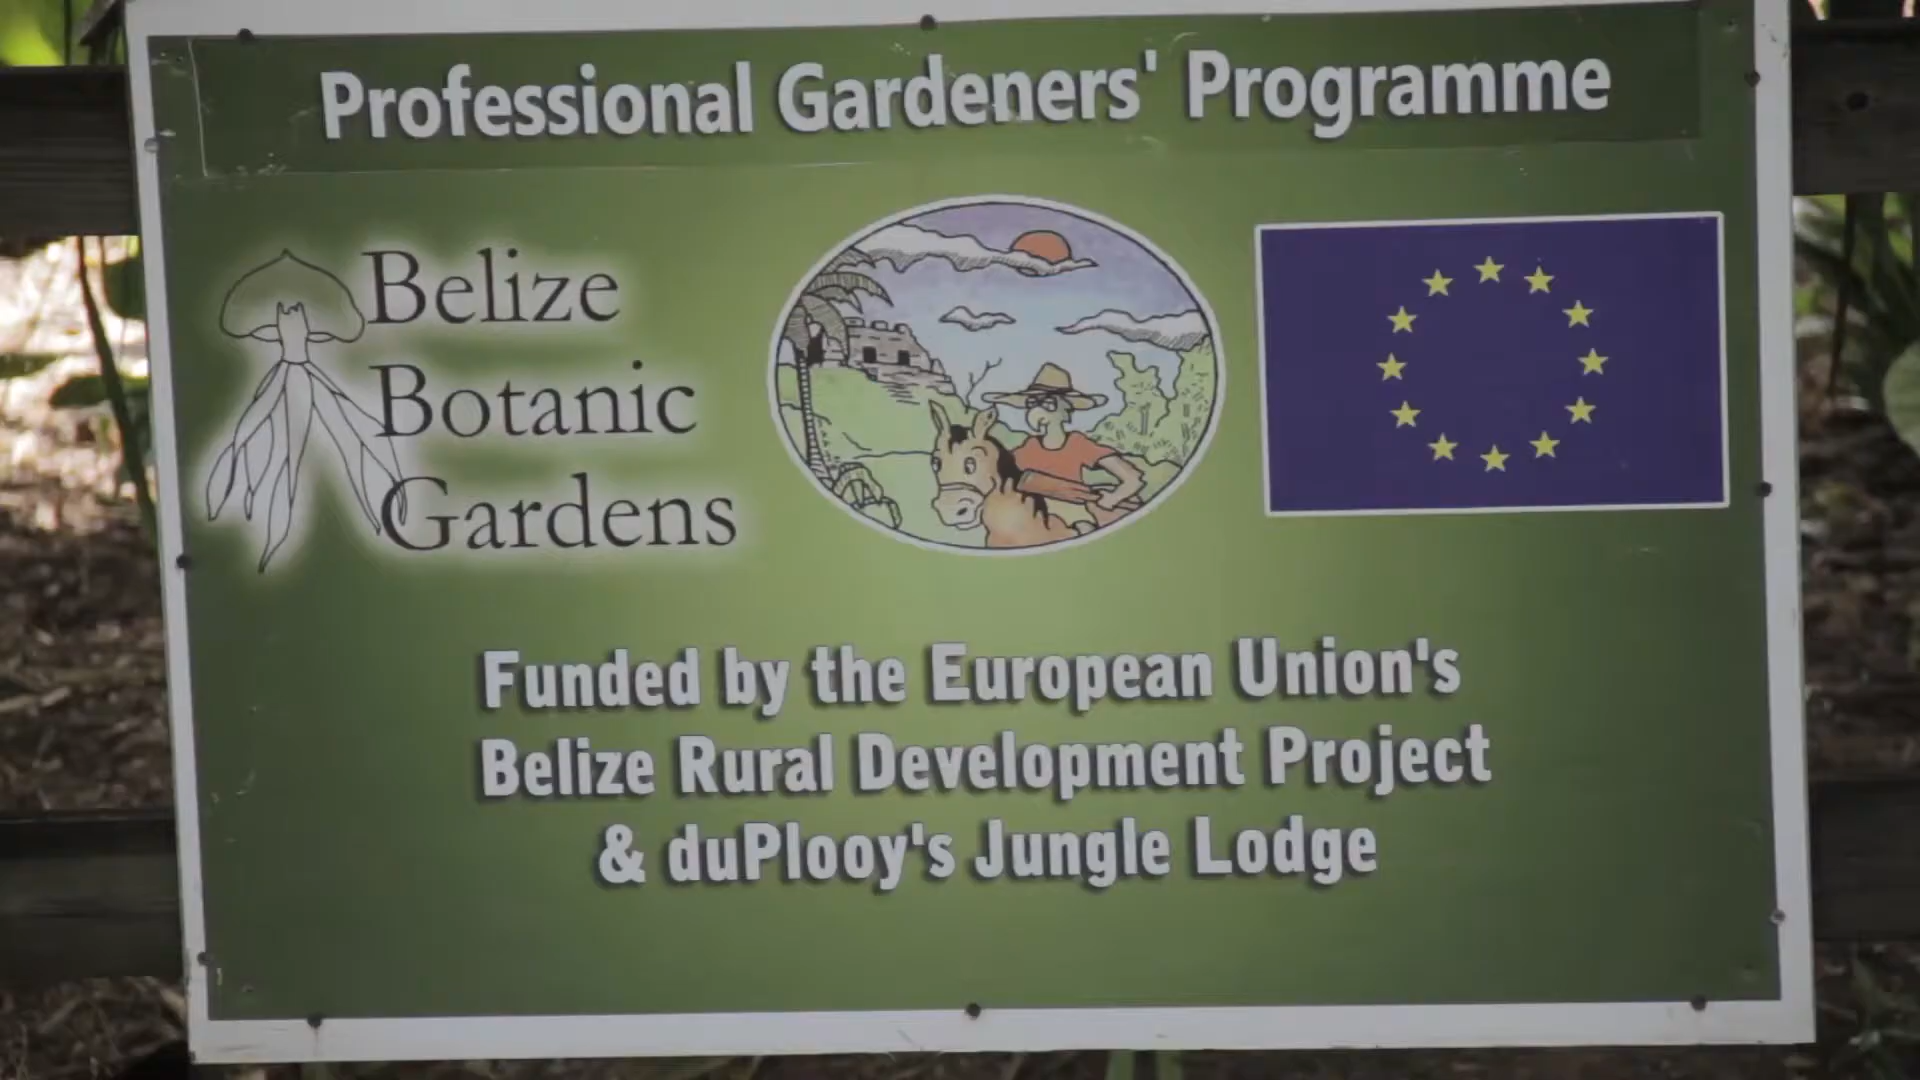 Professional Gardeners' Programme
Belize
Botanic
Gardens
Funded by the European Union's
Belize Rural Development Project
& duPlooy's Jungle Lodge